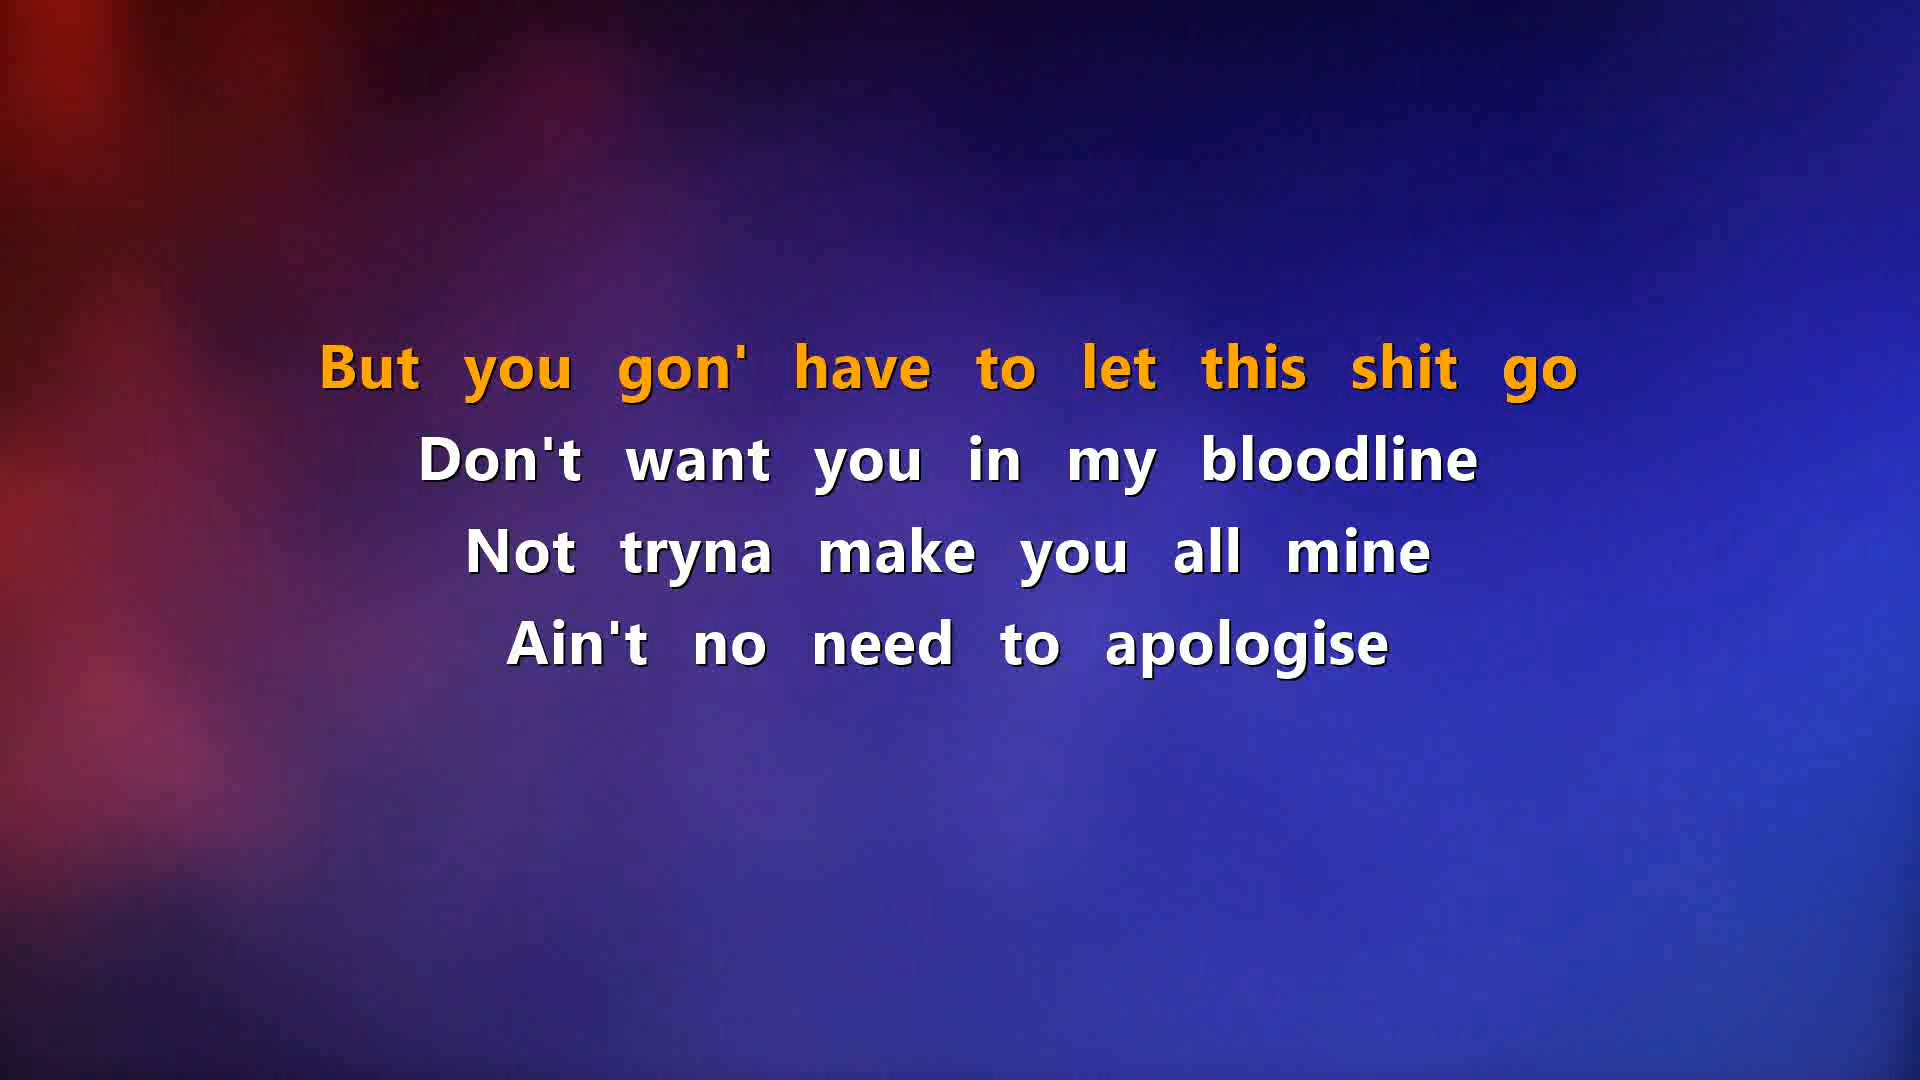 But you gon' have to let this shit go
Don't want you in my bloodline
Not tryna make you all mine
Ain't no need to apologise